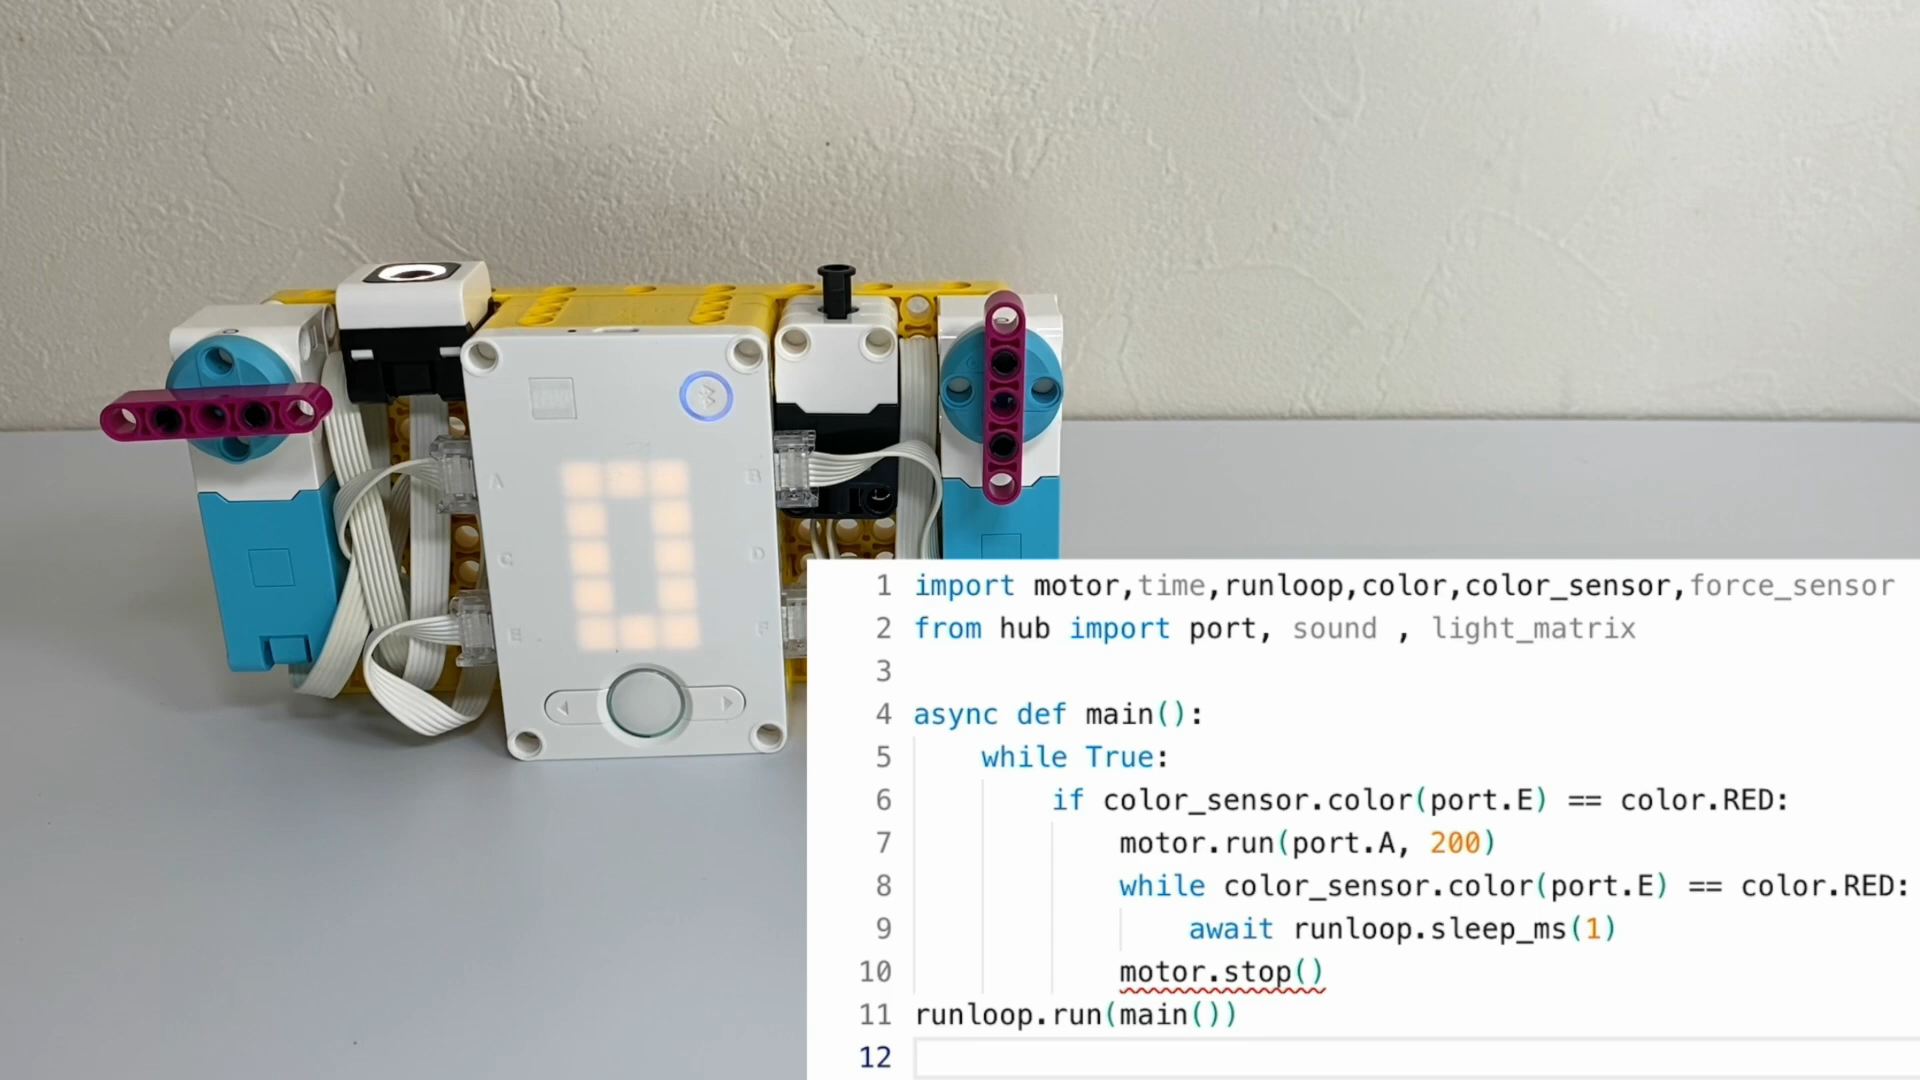 A
B
C
D
E
F
0
1 import motor,time,runloop,color,color_sensor,force_sensor
2 from hub import port, sound , light_matrix
3
4 async def main():
5 while True:
6 if color_sensor.color(port.E) == color.RED:
7 motor.run(port.A, 200)
8 while color_sensor.color(port.E) == color.RED:
9 await runloop.sleep_ms(1)
10 motor.stop()
11 runloop.run(main())
12